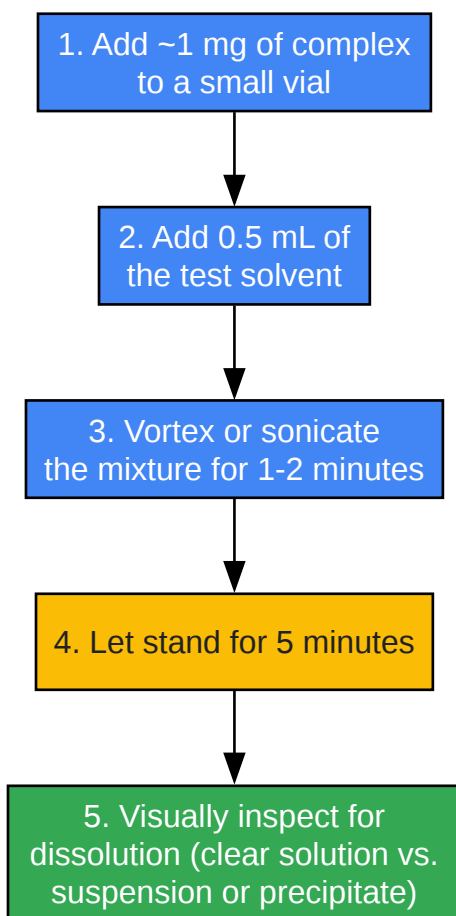 1. Add ~1 mg of complex
to a small vial
2. Add 0.5 mL of
the test solvent
3. Vortex or sonicate
the mixture for 1-2 minutes
4. Let stand for 5 minutes
5. Visually inspect for
dissolution (clear solution vs.
suspension or precipitate)